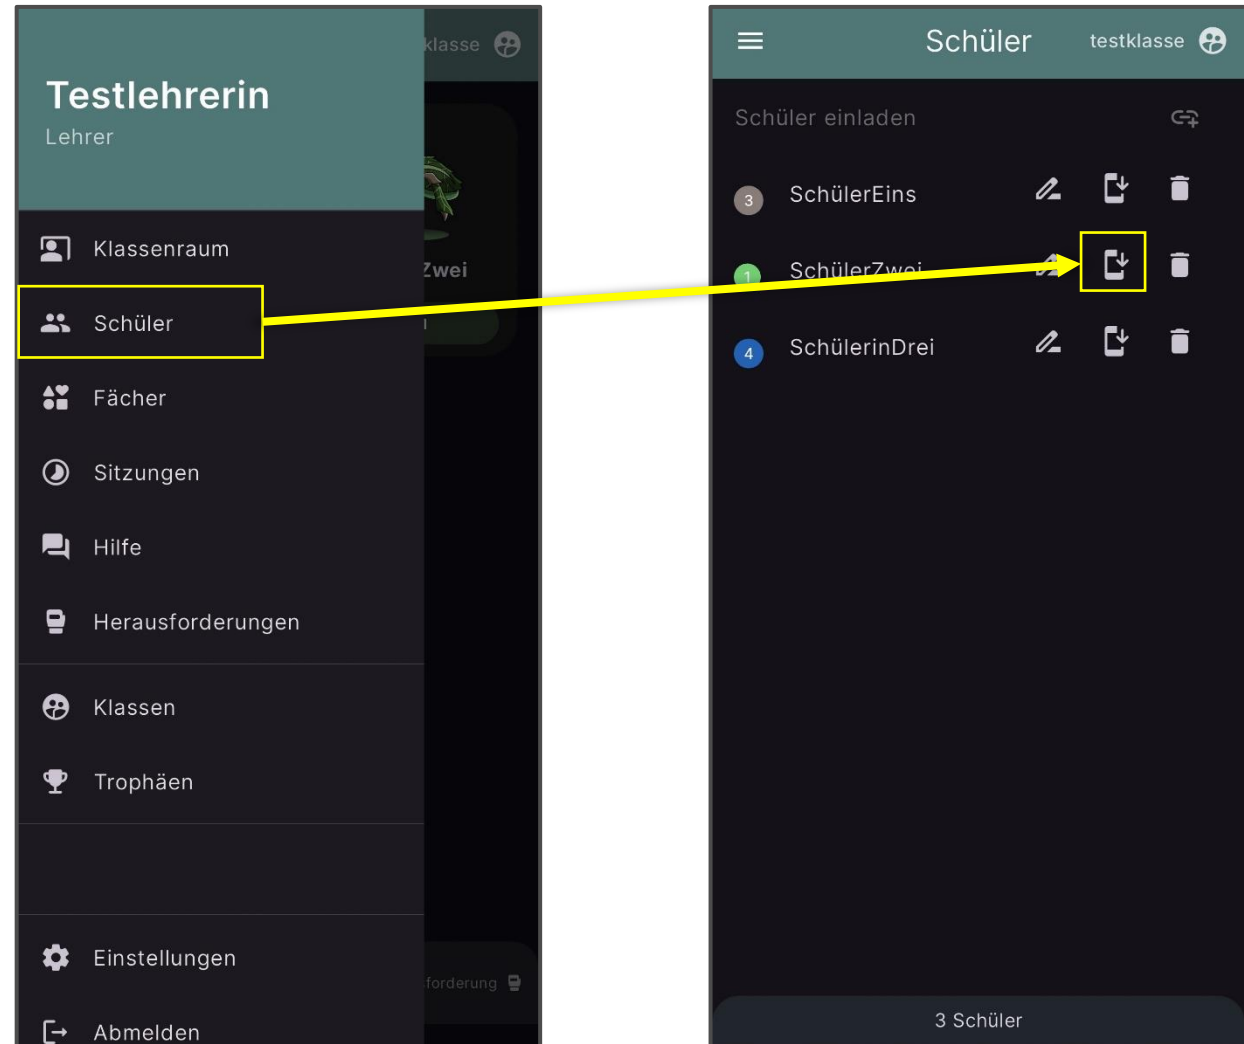 Testlehrerin
Lehrer
Klassenraum
Schüler
Fächer
Sitzungen
Hilfe
Herausforderungen
Klassen
Trophäen
Einstellungen
Abmelden
klasse
Zwei
forderung
Schüler
testklasse
Schüler einladen
3 SchülerEins
1 SchülerZwei
4 SchülerinDrei
3 Schüler